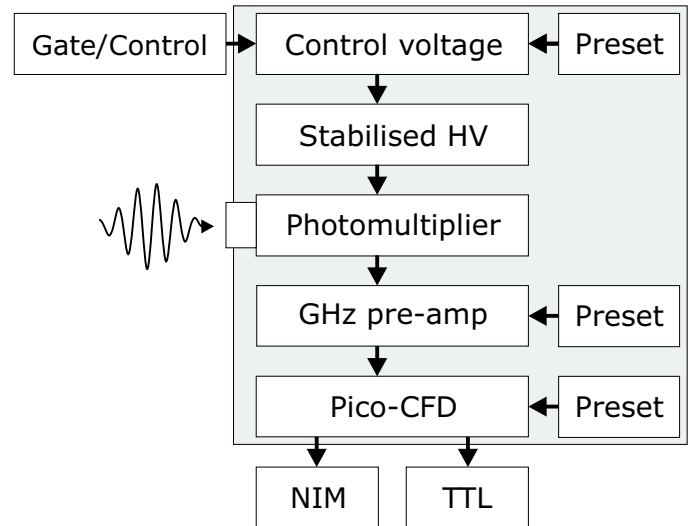 Gate/Control
Control voltage
Preset
Stabilised HV
Photomultiplier
GHz pre-amp
Preset
Pico-CFD
Preset
NIM
TTL